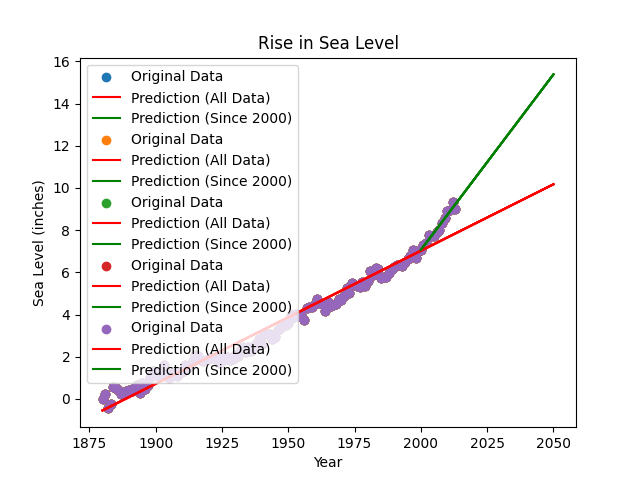 Rise in Sea Level
16
14
12
10
8
6
4
2
0
Sea Level (inches)
Original Data
Prediction (All Data)
Prediction (Since 2000)
Original Data
Prediction (All Data)
Prediction (Since 2000)
Original Data
Prediction (All Data)
Prediction (Since 2000)
Original Data
Prediction (All Data)
Prediction (Since 2000)
Original Data
Prediction (All Data)
Prediction (Since 2000)
1875 1900 1925 1950 1975 2000 2025 2050
Year